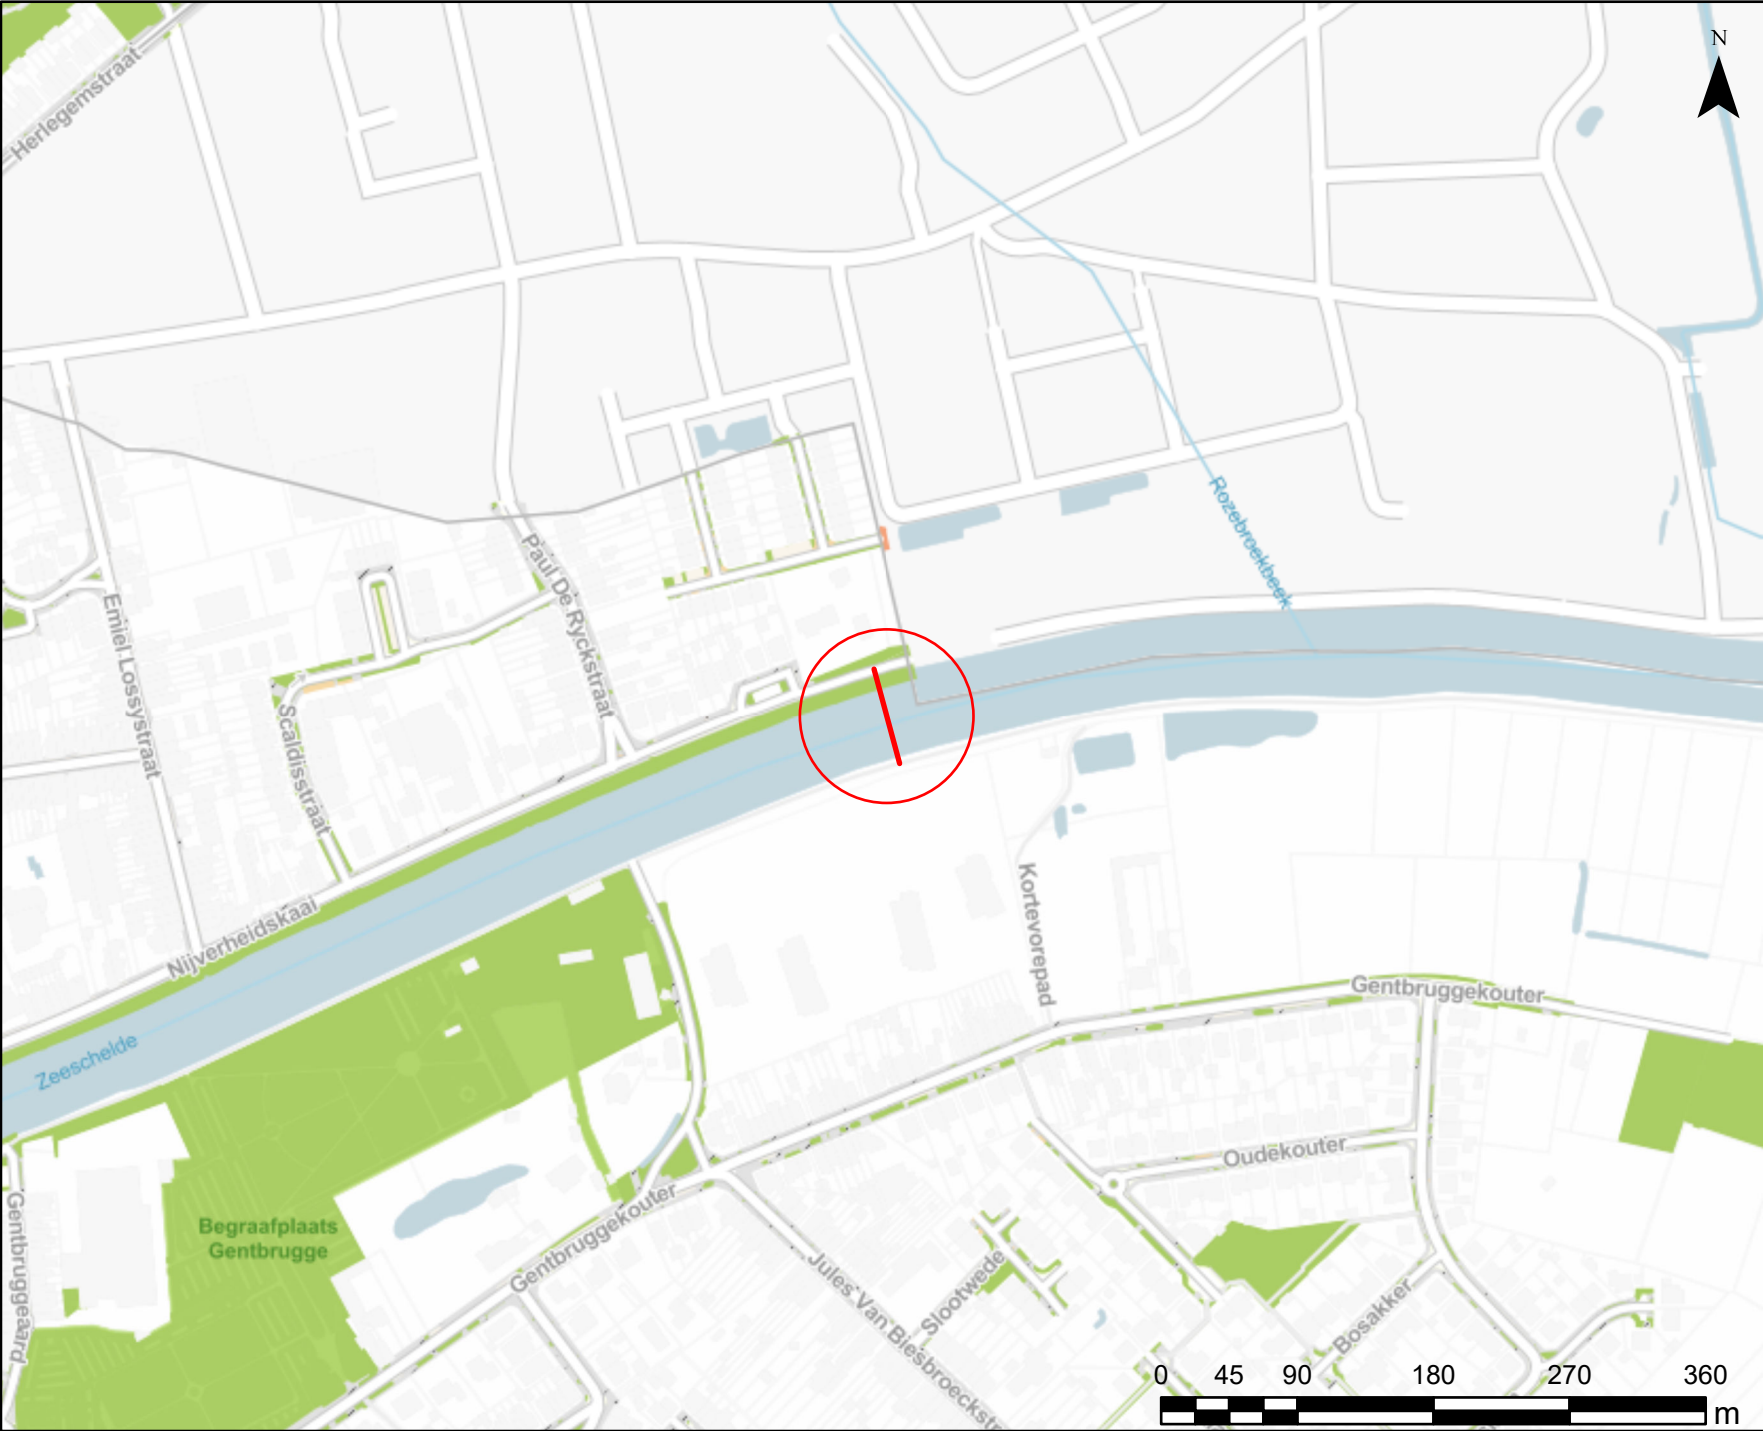 N
Herlegemstraat
Rozebroekbeek
Paul De Ryckstraat
Emiel Lossystraat
Scaldisstraat
Nijverheidskaai
Kortevorepad
Zeeschelde
Gentbruggekouter
Oudekouter
Begraafplaats
Gentbrugge
Gentbruggeaard
Gentbruggekouter
Jules Van Biesbroeckstr
Slootwede
Bosakker
0 45 90 180 270 360
m